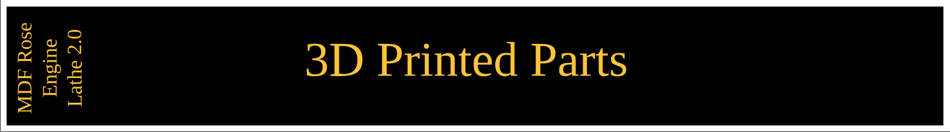 MDF Rose
Engine
Lathe 2.0
3D Printed Parts